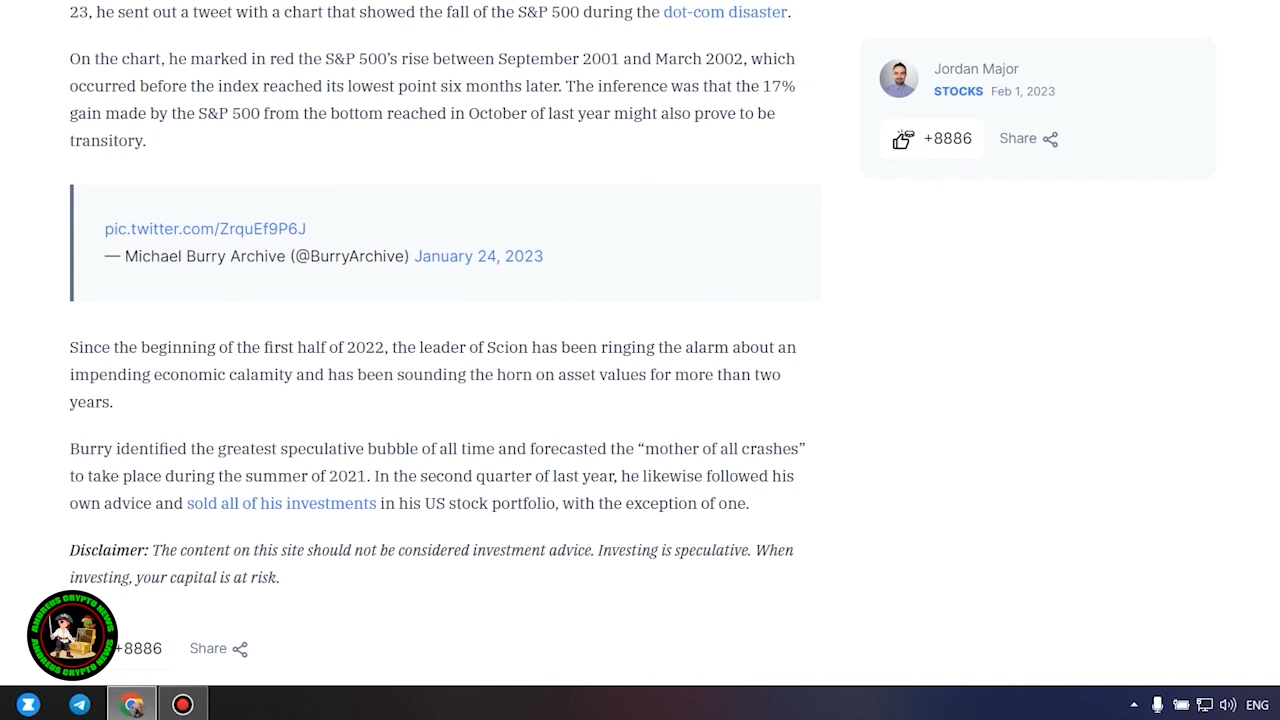 23, he sent out a tweet with a chart that showed the fall of the S&P 500 during the dot-com disaster.
On the chart, he marked in red the S&P 500’s rise between September 2001 and March 2002, which
occurred before the index reached its lowest point six months later. The inference was that the 17%
gain made by the S&P 500 from the bottom reached in October of last year might also prove to be
transitory.
pic.twitter.com/ZrquEf9P6J
— Michael Burry Archive (@BurryArchive) January 24, 2023
Since the beginning of the first half of 2022, the leader of Scion has been ringing the alarm about an
impending economic calamity and has been sounding the horn on asset values for more than two
years.
Burry identified the greatest speculative bubble of all time and forecasted the “mother of all crashes”
to take place during the summer of 2021. In the second quarter of last year, he likewise followed his
own advice and sold all of his investments in his US stock portfolio, with the exception of one.
Disclaimer: The content on this site should not be considered investment advice. Investing is speculative. When
investing, your capital is at risk.
+8886 Share
Jordan Major
STOCKS Feb 1, 2023
+8886 Share
ANDREUS CRYPTO NEWS
ANDREUS CRYPTO NEWS
ENG